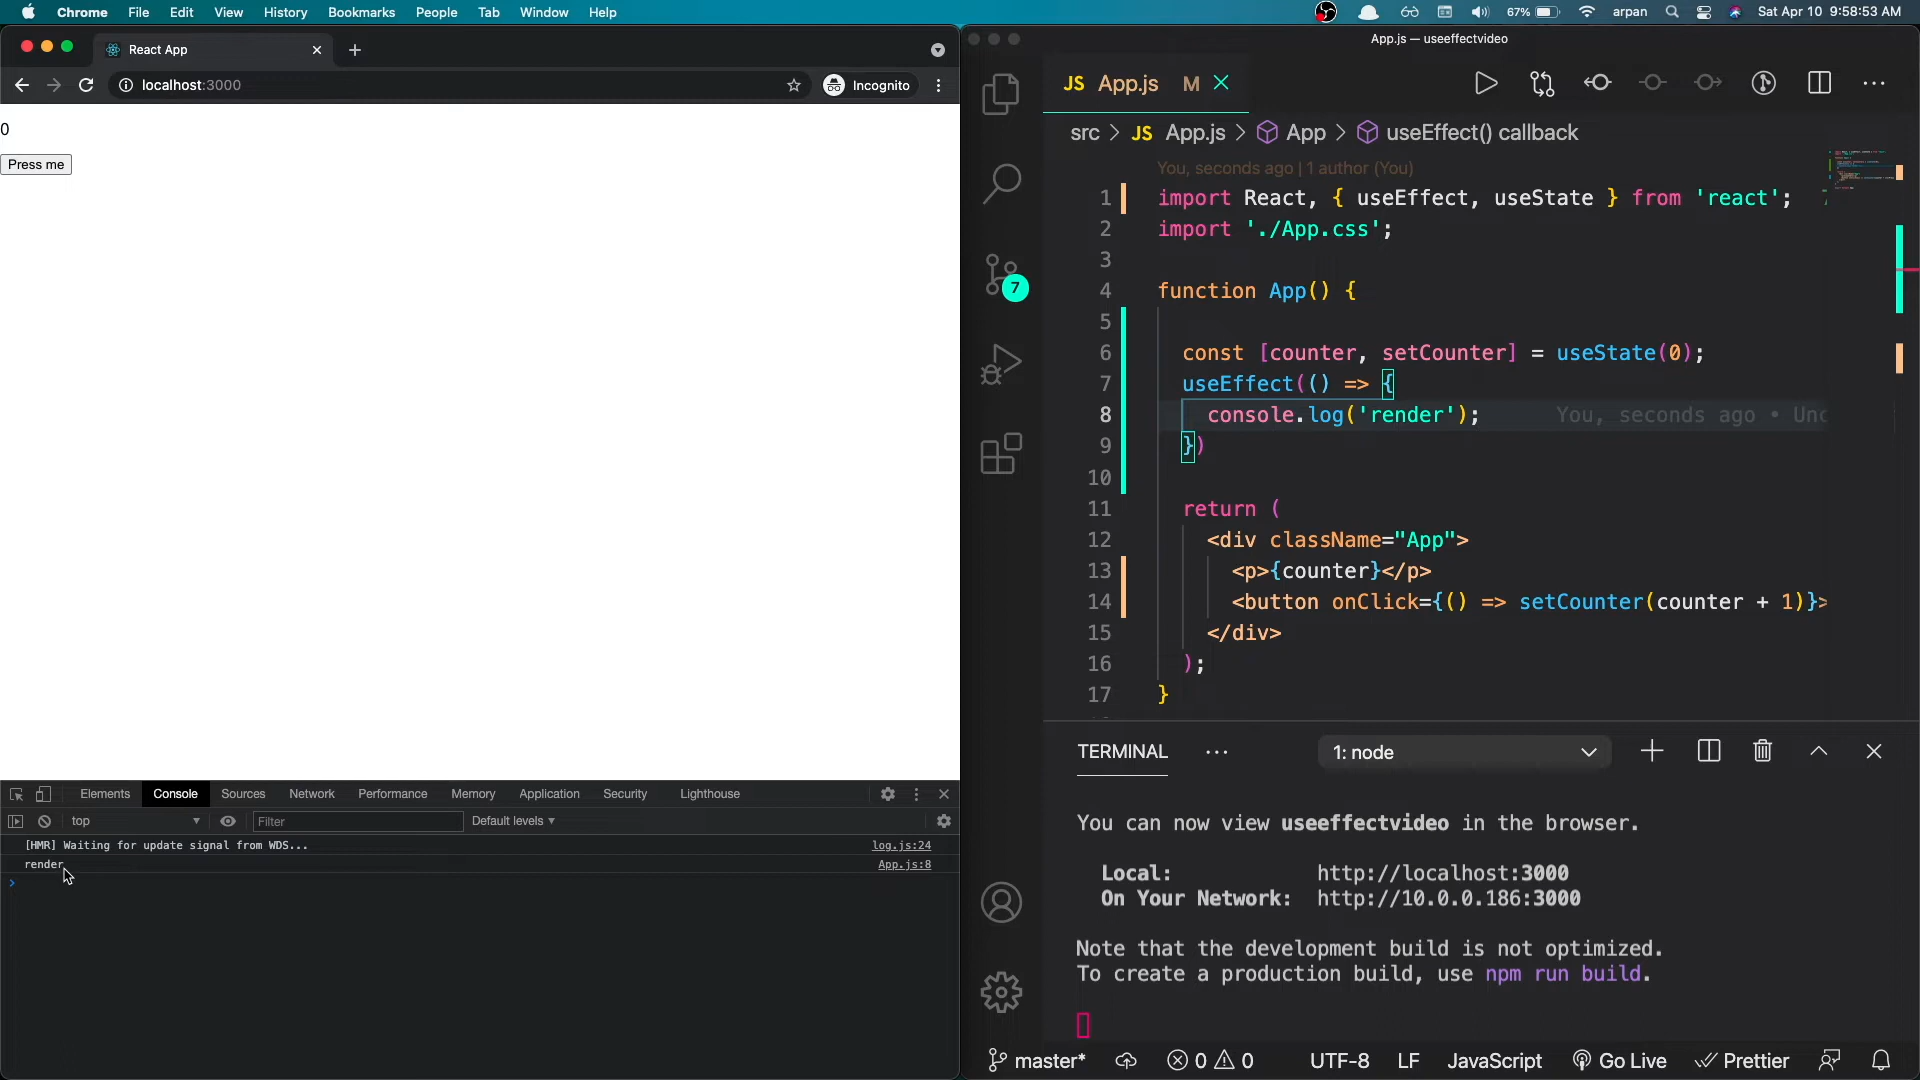 Chrome File Edit View History Bookmarks People Tab Window Help
67% arpan Sat Apr 10 9:58:53 AM
React App
localhost:3000
Incognito
0
Press me
Elements Console Sources Network Performance Memory Application Security Lighthouse
top Filter Default levels
[HMR] Waiting for update signal from WDS... log.js:24
render App.js:8
App.js — useeffectvideo
JS App.js M
src > JS App.js > App > useEffect() callback
You, seconds ago | 1 author (You)
1 import React, { useEffect, useState } from 'react';
2 import './App.css';
3
4 function App() {
5
6 const [counter, setCounter] = useState(0);
7 useEffect(() => {
8 console.log('render'); You, seconds ago • Unc
9 })
10
11 return (
12 <div className="App">
13 <p>{counter}</p>
14 <button onClick={() => setCounter(counter + 1)}>
15 </div>
16 );
17 }
7
TERMINAL ··· 1: node
You can now view useeffectvideo in the browser.
Local: http://localhost:3000
On Your Network: http://10.0.0.186:3000
Note that the development build is not optimized.
To create a production build, use npm run build.
master* 0 0 UTF-8 LF JavaScript Go Live Prettier